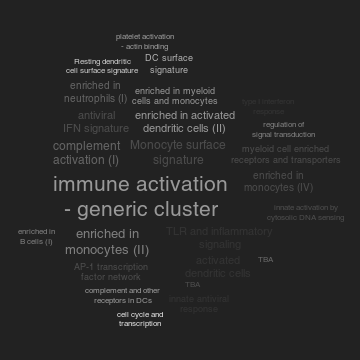 platelet activation
- actin binding
Resting dendritic
cell surface signature
DC surface
signature
enriched in
neutrophils (I)
enriched in myeloid
cells and monocytes
type I interferon
response
antiviral
IFN signature
enriched in activated
dendritic cells (II)
regulation of
signal transduction
complement
activation (I)
Monocyte surface
signature
myeloid cell enriched
receptors and transporters
enriched in
monocytes (IV)
immune activation
- generic cluster
innate activation by
cytosolic DNA sensing
enriched in
B cells (I)
enriched in
monocytes (II)
TLR and inflammatory
signaling
activated
dendritic cells
TBA
AP-1 transcription
factor network
TBA
complement and other
receptors in DCs
innate antiviral
response
cell cycle and
transcription